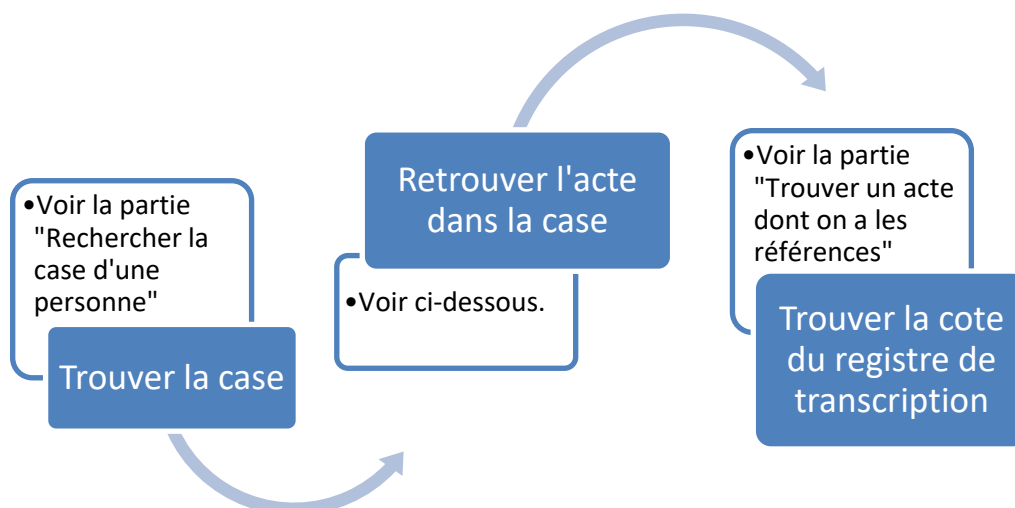 •Voir la partie
"Rechercher la
case d'une
personne"
Trouver la case
Retrouver l'acte
dans la case
•Voir ci-dessous.
•Voir la partie
"Trouver un acte
dont on a les
références"
Trouver la cote
du registre de
transcription